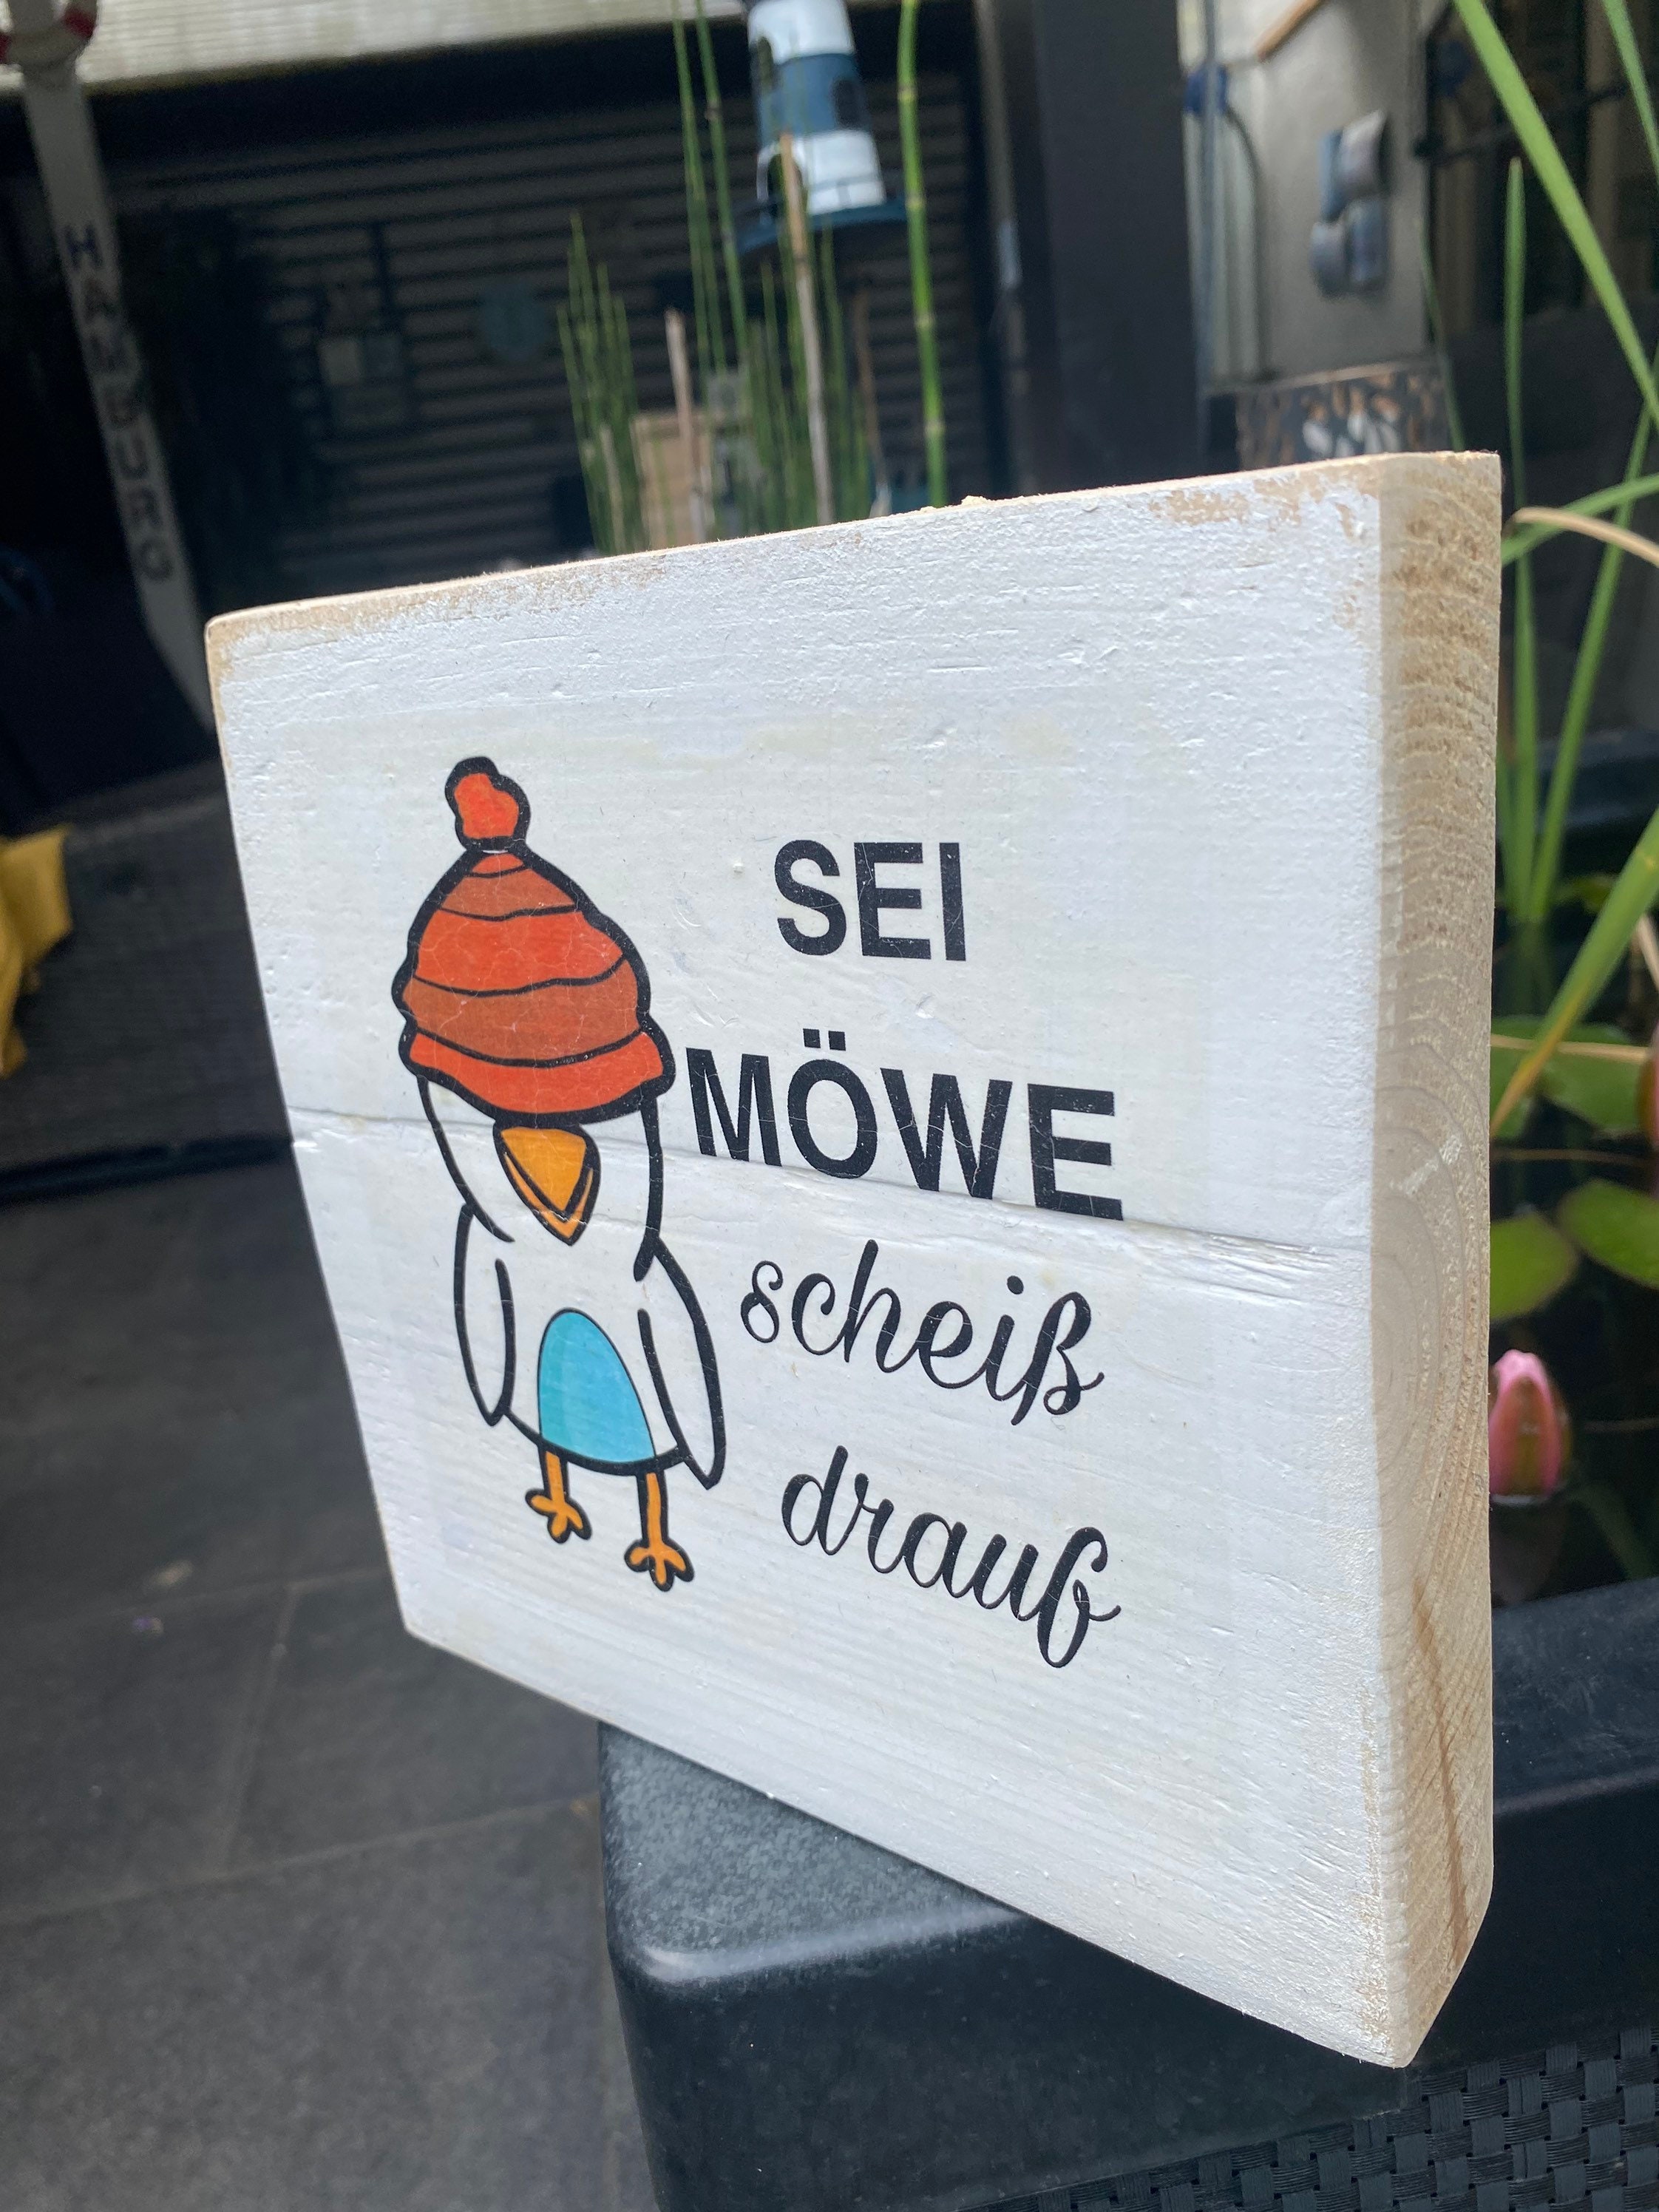 HAMBURG
SEI
MÖWE
scheiß
drauf